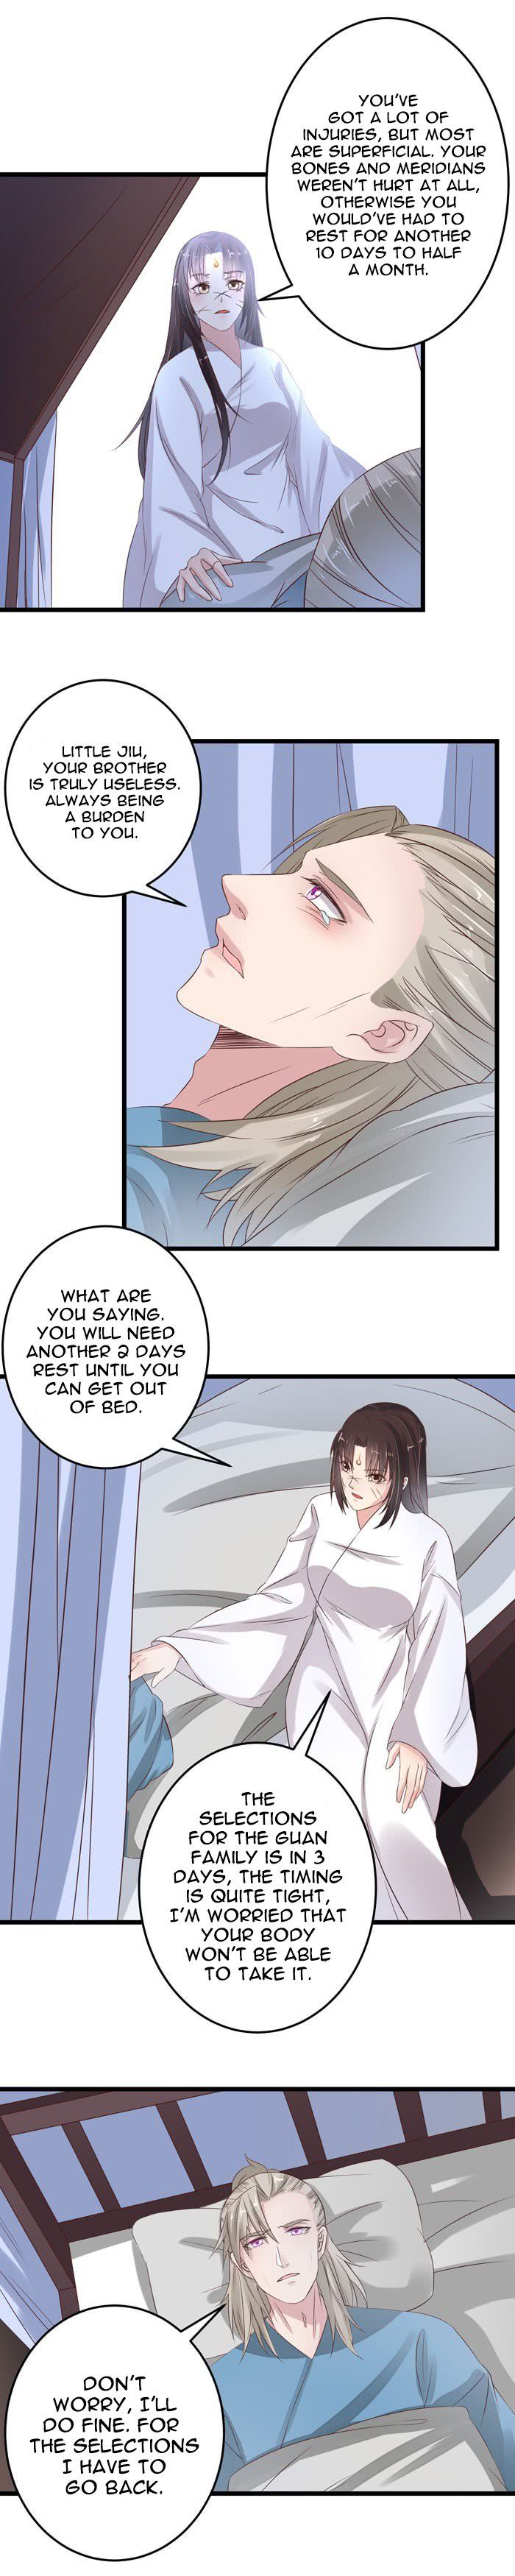 YOU'VE
GOT A LOT OF
INJURIES, BUT MOST
ARE SUPERFICIAL. YOUR
BONES AND MERIDIANS
WEREN'T HURT AT ALL,
OTHERWISE YOU
WOULD'VE HAD TO
REST FOR ANOTHER
10 DAYS TO HALF
A MONTH.
LITTLE JIU,
YOUR BROTHER
IS TRULY USELESS.
ALWAYS BEING
A BURDEN
TO YOU.
WHAT ARE
YOU SAYING.
YOU WILL NEED
ANOTHER 2 DAYS
REST UNTIL YOU
CAN GET OUT
OF BED.
THE
SELECTIONS
FOR THE GUAN
FAMILY IS IN 3
DAYS, THE TIMING
IS QUITE TIGHT,
I'M WORRIED THAT
YOUR BODY
WON'T BE ABLE
TO TAKE IT.
DON'T
WORRY, I'LL
DO FINE. FOR
THE SELECTIONS
I HAVE TO
GO BACK.